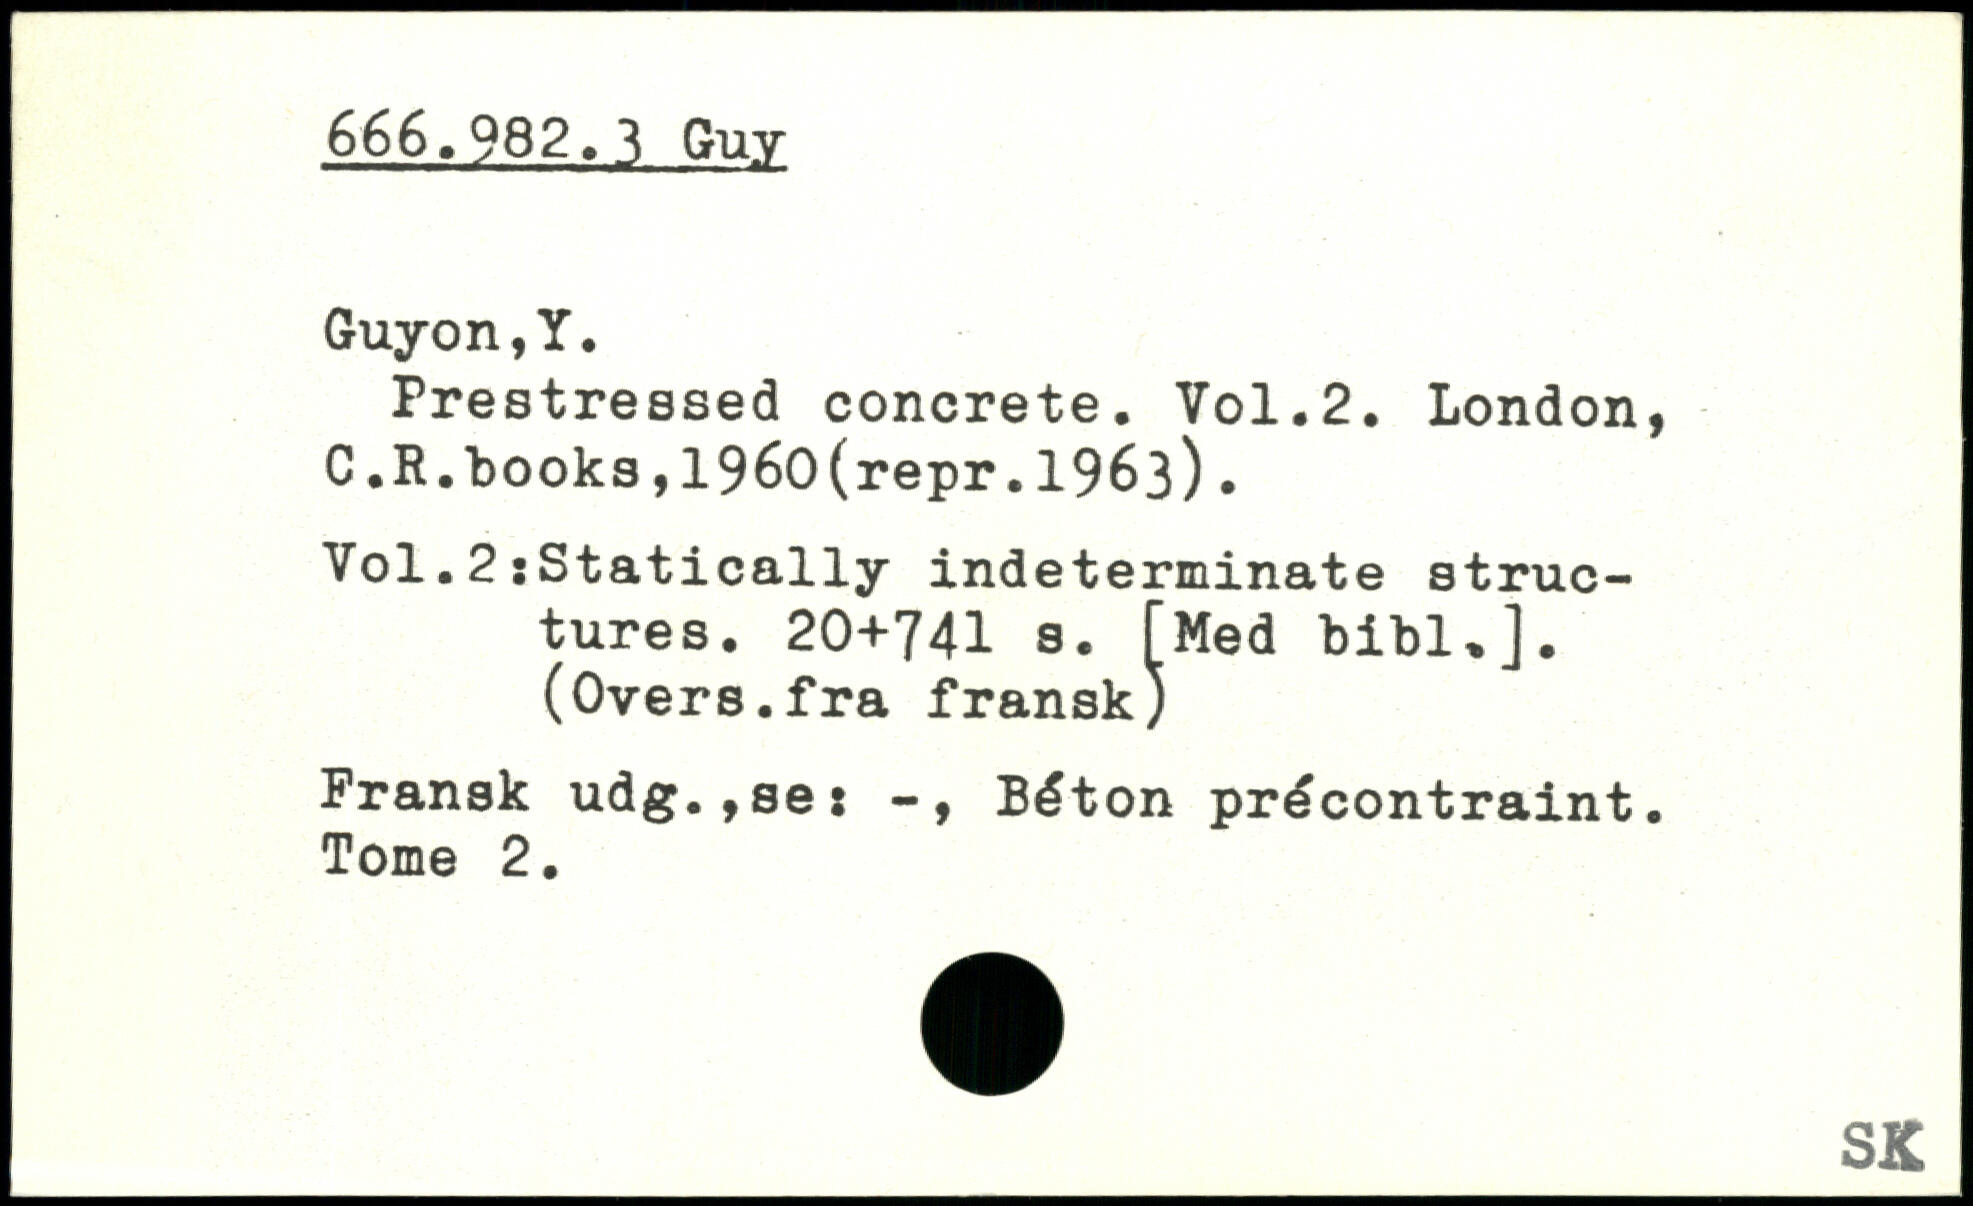 666.982.3 Guy
Guyon,Y.
Prestressed concrete. Vol.2. London,
C.R.books,1960(repr.1963).
Vol.2:Statically indeterminate struc-
tures. 20+741 s. [Med bibl.].
(Overs.fra fransk)
Fransk udg.,se: -, Béton précontraint.
Tome 2.
SK